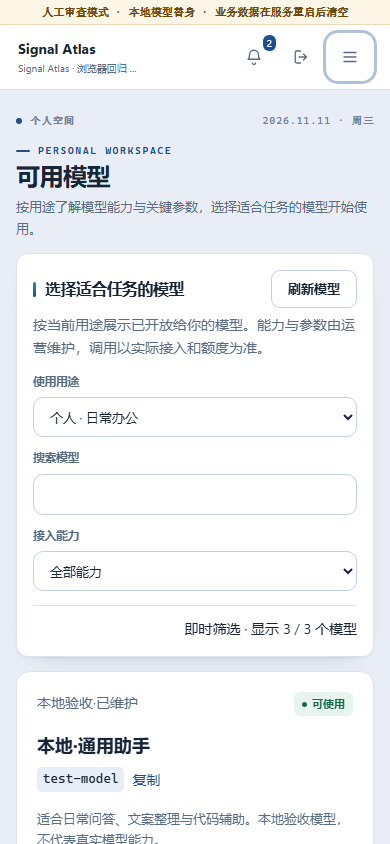 人工审查模式 · 本地模型替身 · 业务数据在服务重启后清空
Signal Atlas
Signal Atlas · 浏览器回归 ...
2
个人空间
2026.11.11 · 周三
PERSONAL WORKSPACE
可用模型
按用途了解模型能力与关键参数，选择适合任务的模型开始使
用。
选择适合任务的模型
刷新模型
按当前用途展示已开放给你的模型。能力与参数由运
营维护，调用以实际接入和额度为准。
使用用途
个人 · 日常办公
搜索模型
接入能力
全部能力
即时筛选 · 显示 3 / 3 个模型
本地验收·已维护
可使用
本地·通用助手
test-model
复制
适合日常问答、文案整理与代码辅助。本地验收模型，
不代表真实模型能力。